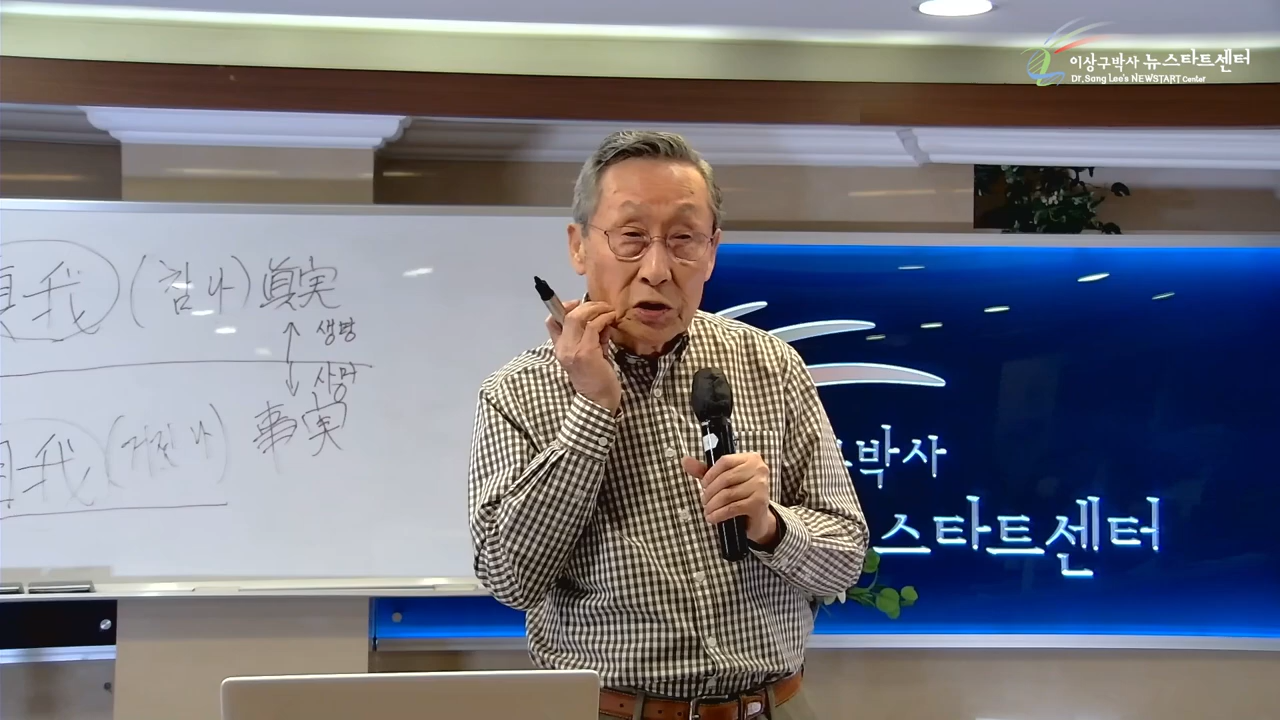 이상구박사 뉴스타트센터
Dr. Sang Lee's NEWSTART Center
眞我 (참나) 眞実
생명
사망
自我 (거짓나) 事実
박사
스타트센터